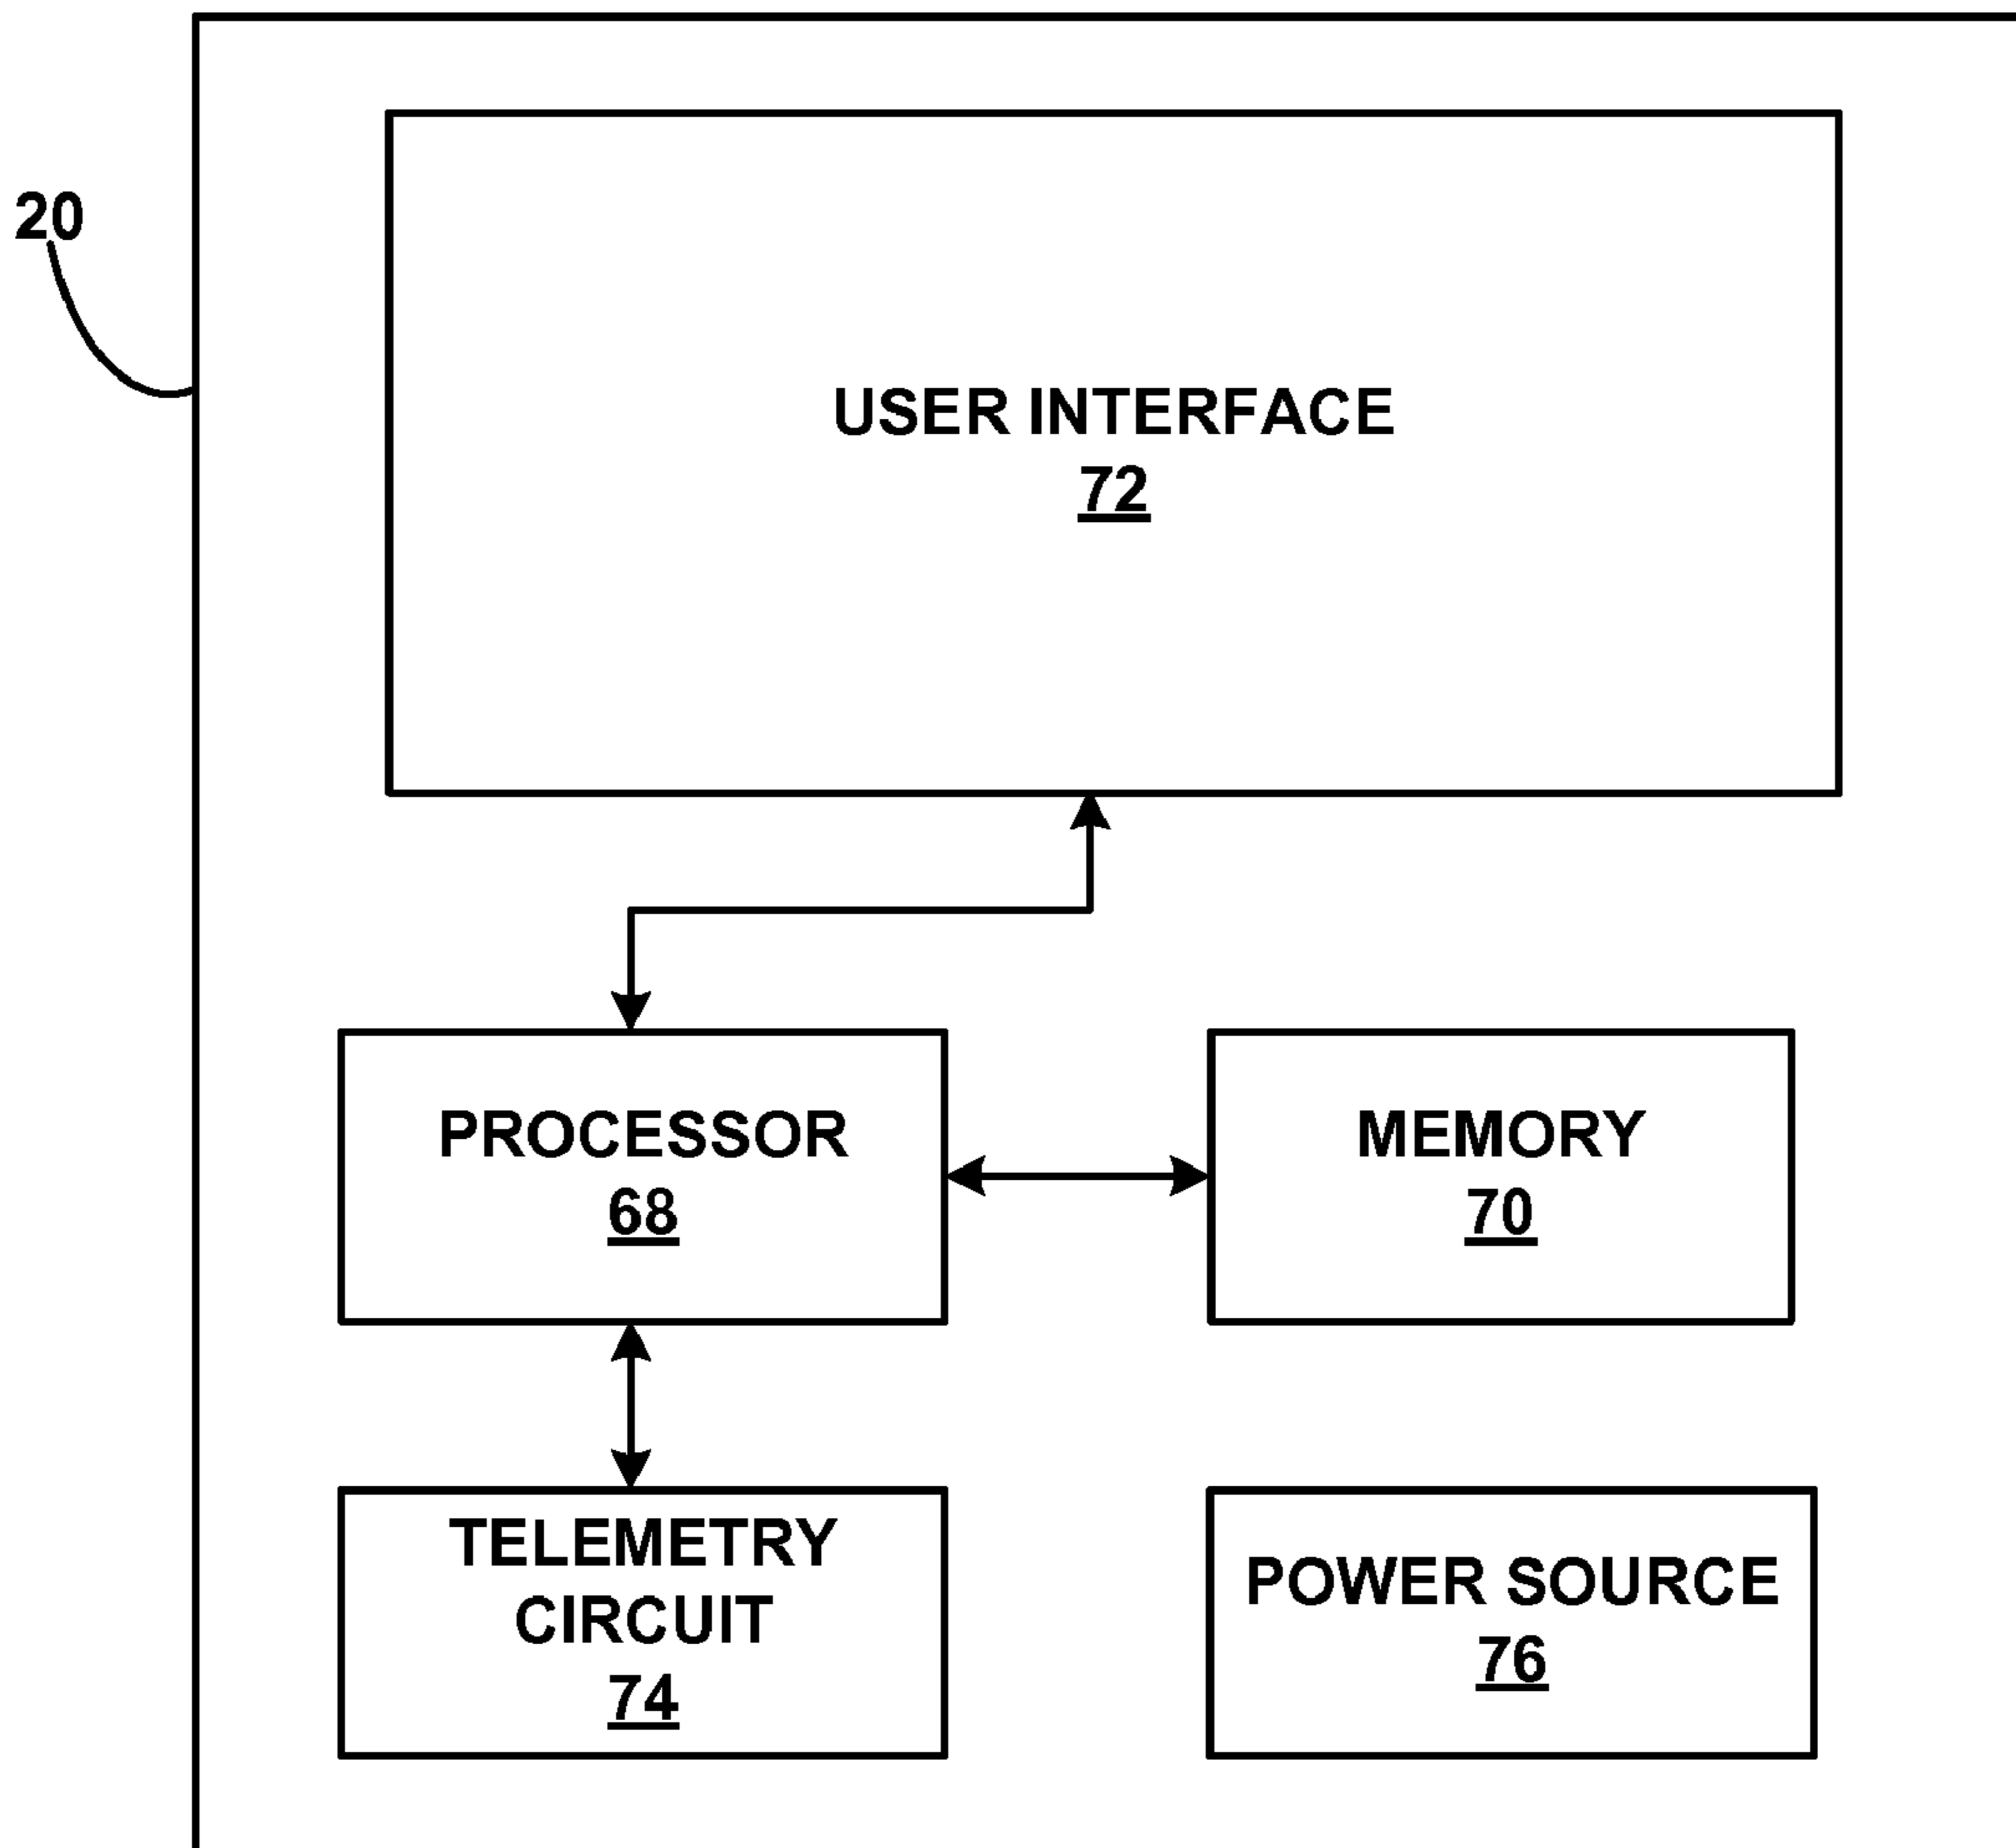 20
USER INTERFACE
72
PROCESSOR
68
MEMORY
70
TELEMETRY
CIRCUIT
74
POWER SOURCE
76